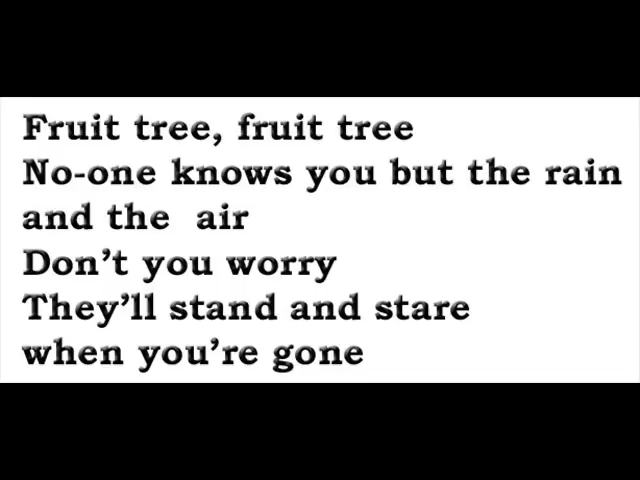 Fruit tree, fruit tree
No-one knows you but the rain
and the air
Don’t you worry
They’ll stand and stare
when you’re gone